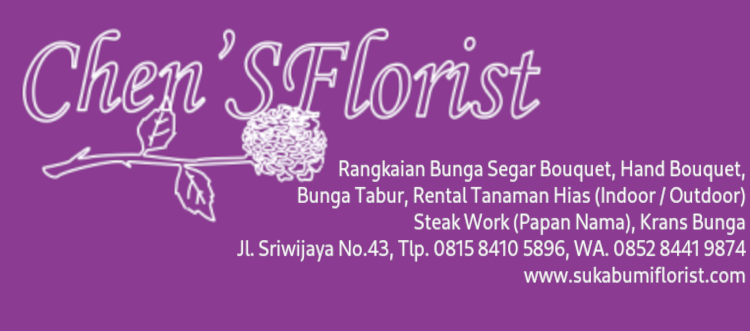 Chen'SFlorist
Rangkaian Bunga Segar Bouquet, Hand Bouquet,
Bunga Tabur, Rental Tanaman Hias (Indoor / Outdoor)
Steak Work (Papan Nama), Krans Bunga
Jl. Sriwijaya No.43, Tlp. 0815 8410 5896, WA. 0852 8441 9874
www.sukabumiflorist.com